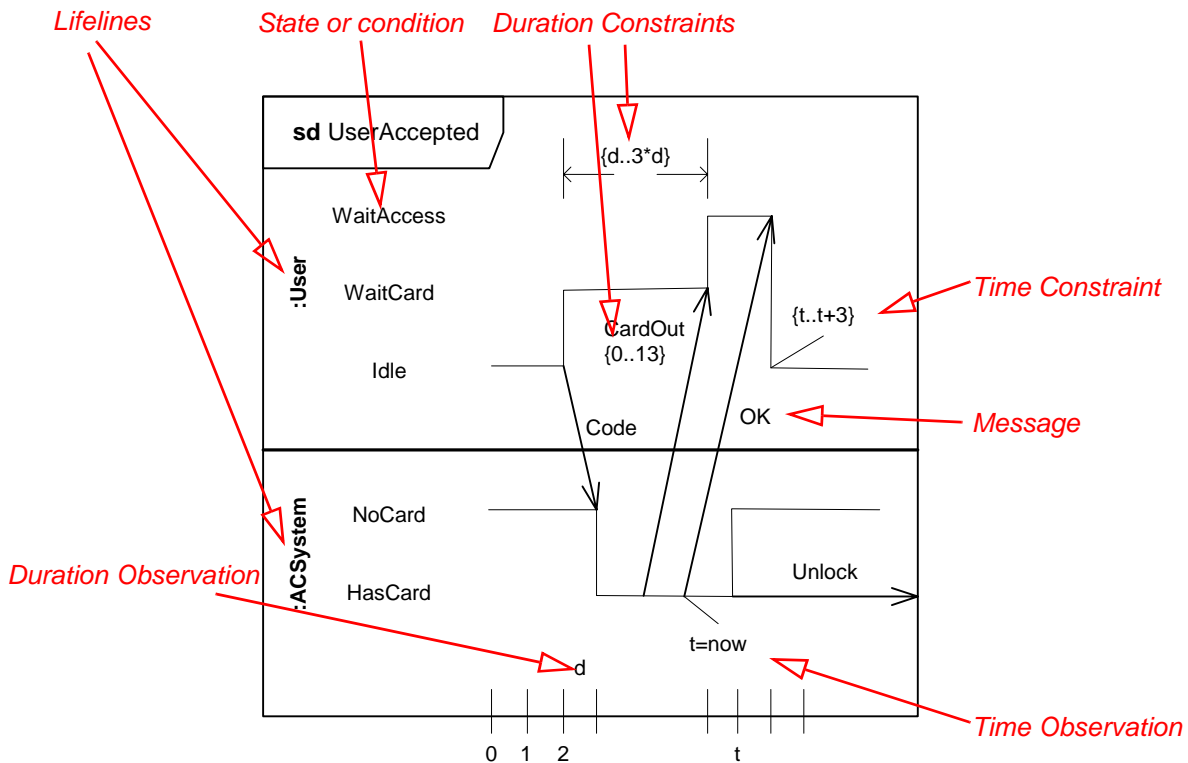 Lifelines
State or condition
Duration Constraints
sd UserAccepted
{d..3*d}
WaitAccess
:User
WaitCard
Time Constraint
{t..t+3}
CardOut
{0..13}
Idle
Code
OK
Message
:ACSystem
NoCard
Duration Observation
HasCard
Unlock
t=now
d
Time Observation
0 1 2 t